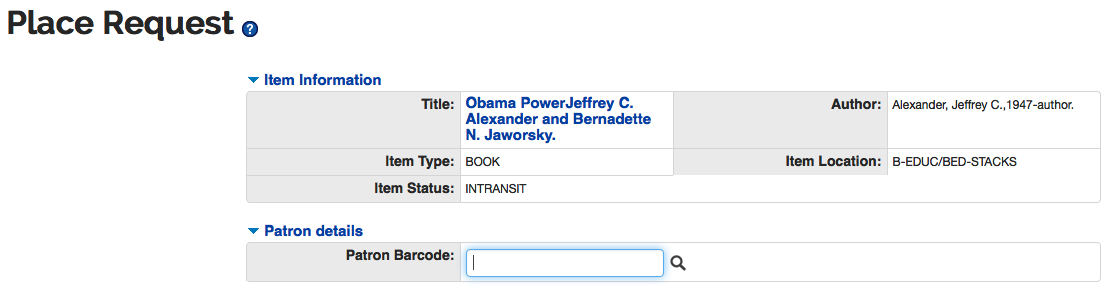 Place Request ?
Item Information
Title: Obama PowerJeffrey C.
Alexander and Bernadette
N. Jaworsky.
Author: Alexander, Jeffrey C.,1947-author.
Item Type: BOOK
Item Location: B-EDUC/BED-STACKS
Item Status: INTRANSIT
Patron details
Patron Barcode: